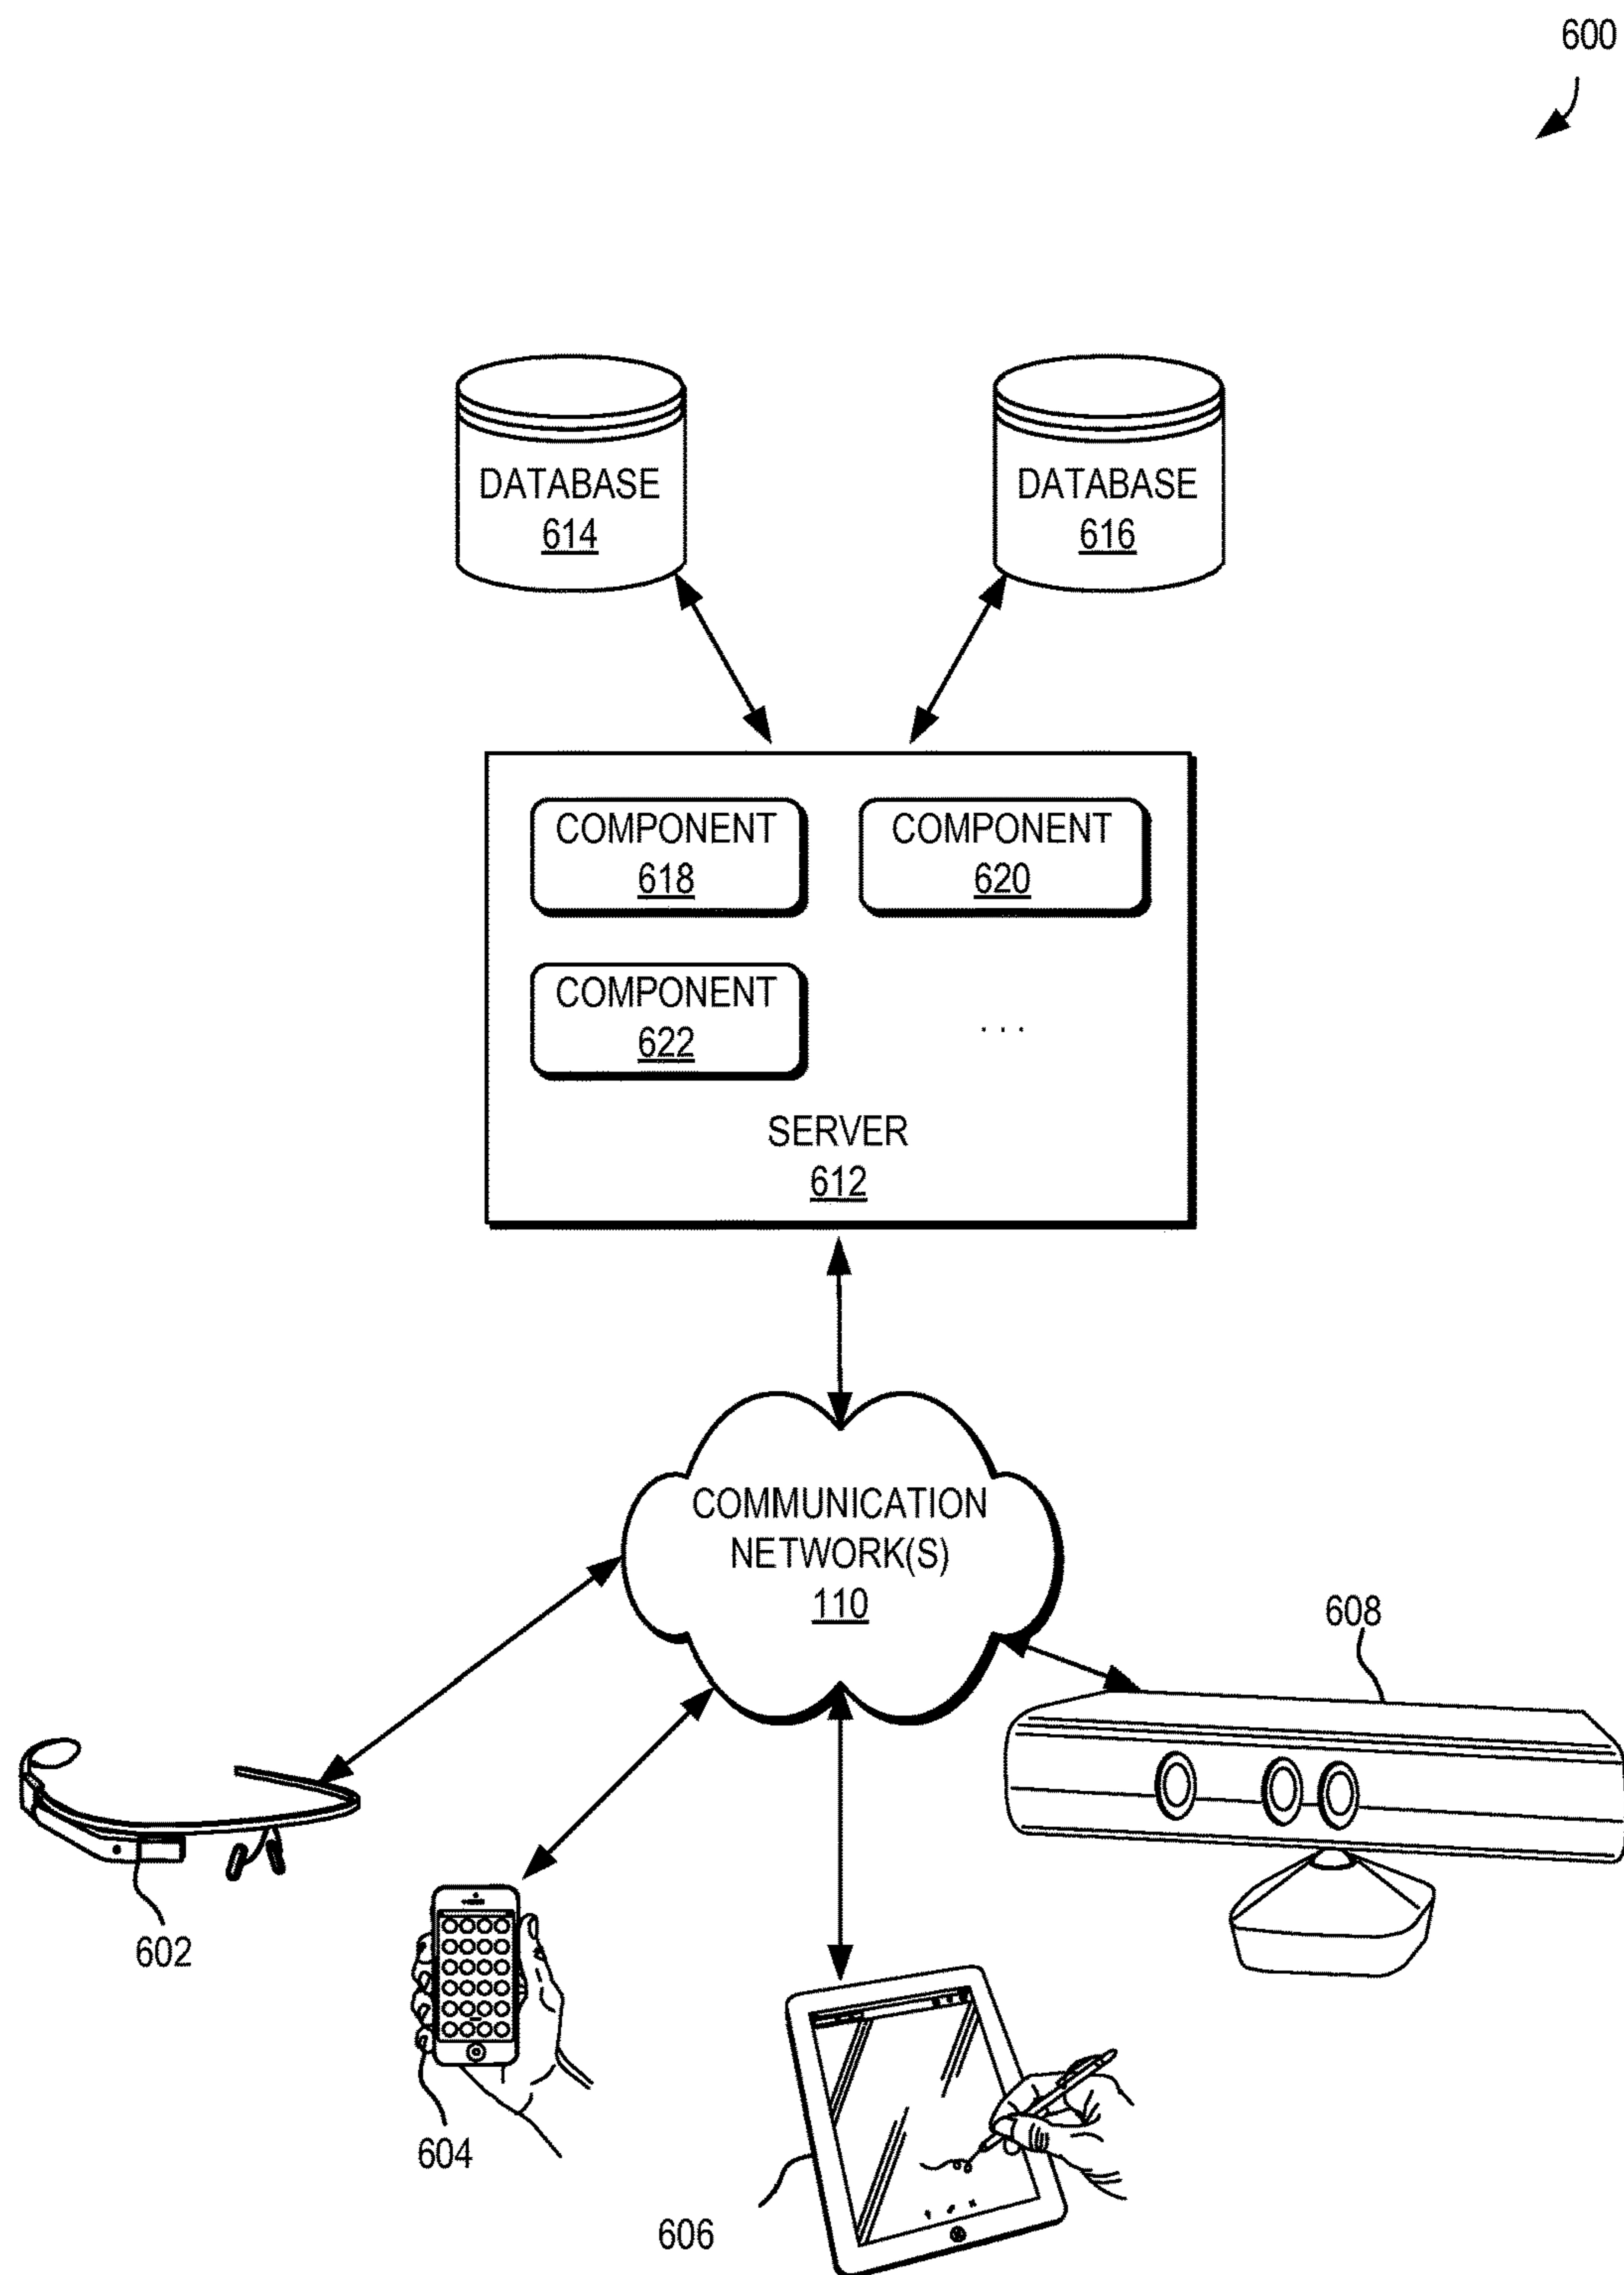 600
DATABASE
614
DATABASE
616
COMPONENT
618
COMPONENT
620
COMPONENT
622
. . .
SERVER
612
COMMUNICATION
NETWORK(S)
110
608
602
604
606